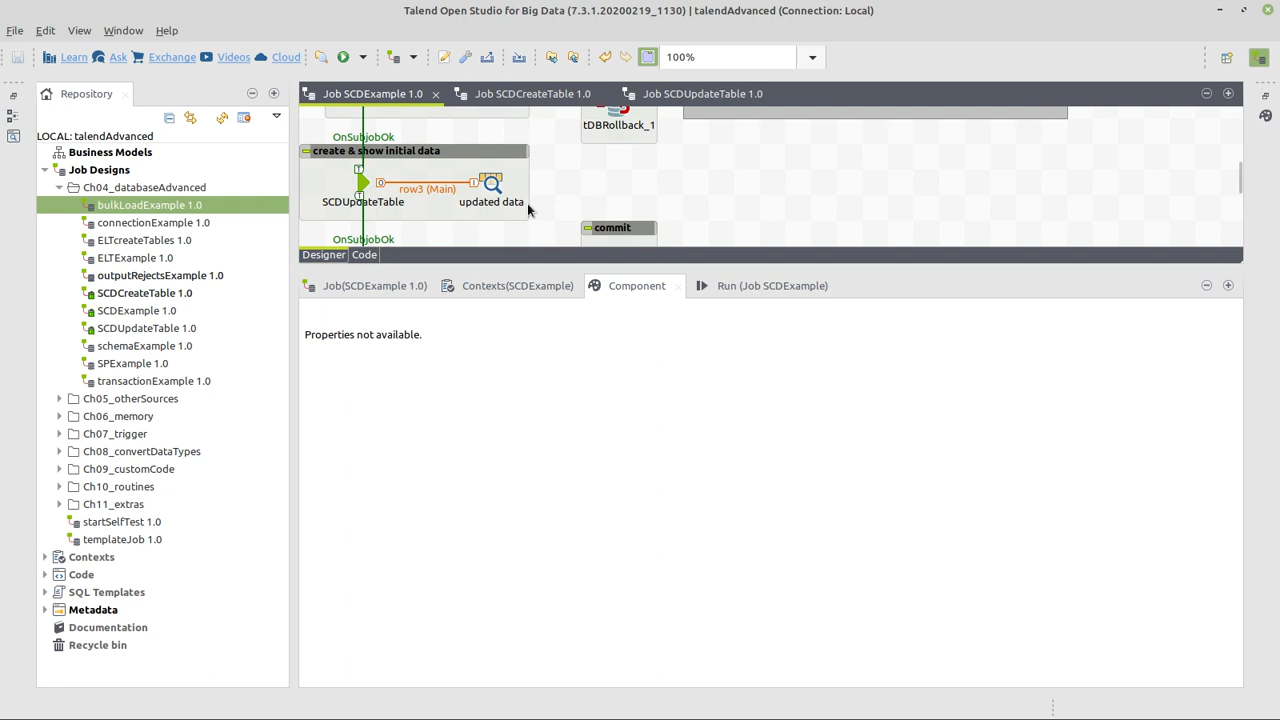 Talend Open Studio for Big Data (7.3.1.20200219_1130) | talendAdvanced (Connection: Local)
File Edit View Window Help
Learn Ask Exchange Videos Cloud 100%
Repository
LOCAL: talendAdvanced
Business Models
Job Designs
Ch04_databaseAdvanced
bulkLoadExample 1.0
connectionExample 1.0
ELTcreateTables 1.0
ELTExample 1.0
outputRejectsExample 1.0
SCDCreateTable 1.0
SCDExample 1.0
SCDUpdateTable 1.0
schemaExample 1.0
SPExample 1.0
transactionExample 1.0
Ch05_otherSources
Ch06_memory
Ch07_trigger
Ch08_convertDataTypes
Ch09_customCode
Ch10_routines
Ch11_extras
startSelfTest 1.0
templateJob 1.0
Contexts
Code
SQL Templates
Metadata
Documentation
Recycle bin
Job SCDExample 1.0 Job SCDCreateTable 1.0 Job SCDUpdateTable 1.0
tDBRollback_1
OnSubjobOk
create & show initial data
row3 (Main)
SCDUpdateTable updated data
commit
OnSubjobOk
Designer Code
Job(SCDExample 1.0) Contexts(SCDExample) Component Run (Job SCDExample)
Properties not available.